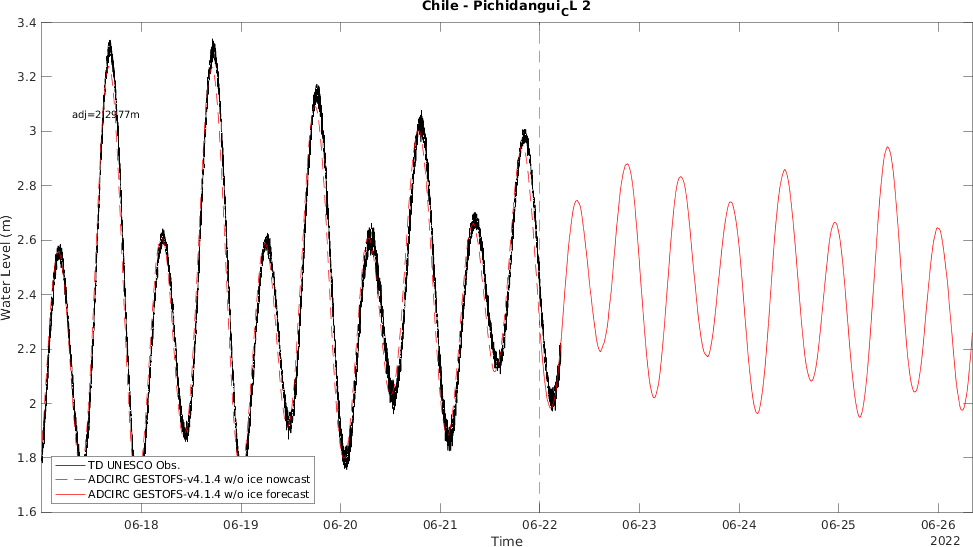 Chile - PichidanguiCL 2
3.4
3.2
3
2.8
2.6
2.4
2.2
2
1.8
1.6
Water Level (m)
adj=2.2977m
TD UNESCO Obs.
ADCIRC GESTOFS-v4.1.4 w/o ice nowcast
ADCIRC GESTOFS-v4.1.4 w/o ice forecast
06-18 06-19 06-20 06-21 06-22 06-23 06-24 06-25 06-26
Time
2022